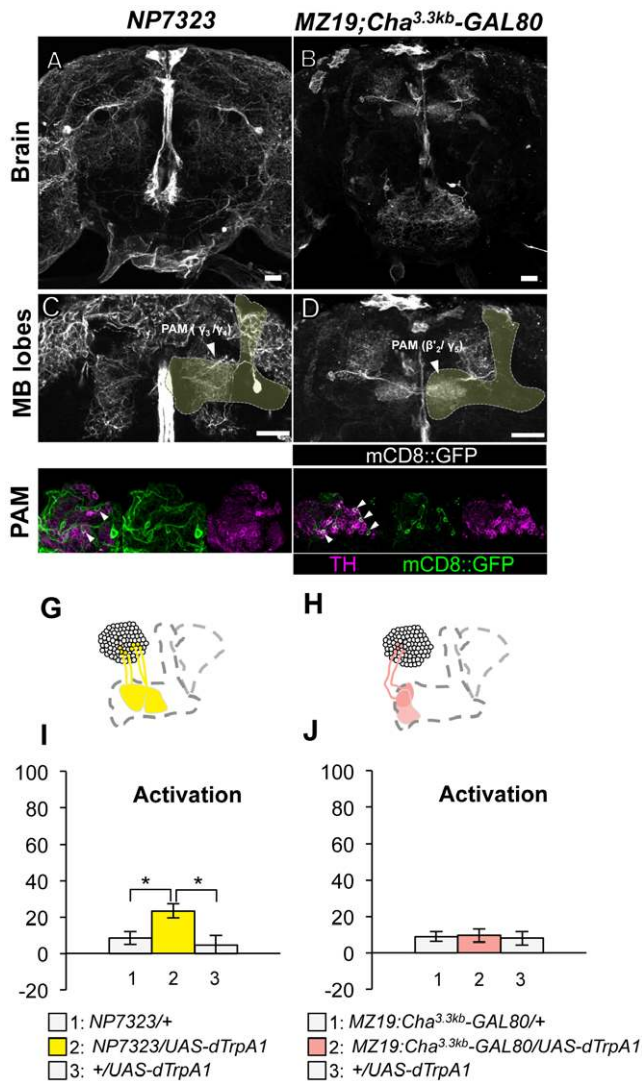 NP7323 MZ19;Cha3.3kb-GAL80
Brain
A
B
MB lobes
C
PAM ( γ3/γ4)
D
PAM (β'2/ γ5)
mCD8::GFP
PAM
TH mCD8::GFP
G
H
I
J
100
80
60
40
20
0
-20
Activation
* *
1 2 3
100
80
60
40
20
0
-20
Activation
1 2 3
1: NP7323/+
2: NP7323/UAS-dTrpA1
3: +/UAS-dTrpA1
1: MZ19:Cha3.3kb-GAL80/+
2: MZ19:Cha3.3kb-GAL80/UAS-dTrpA1
3: +/UAS-dTrpA1